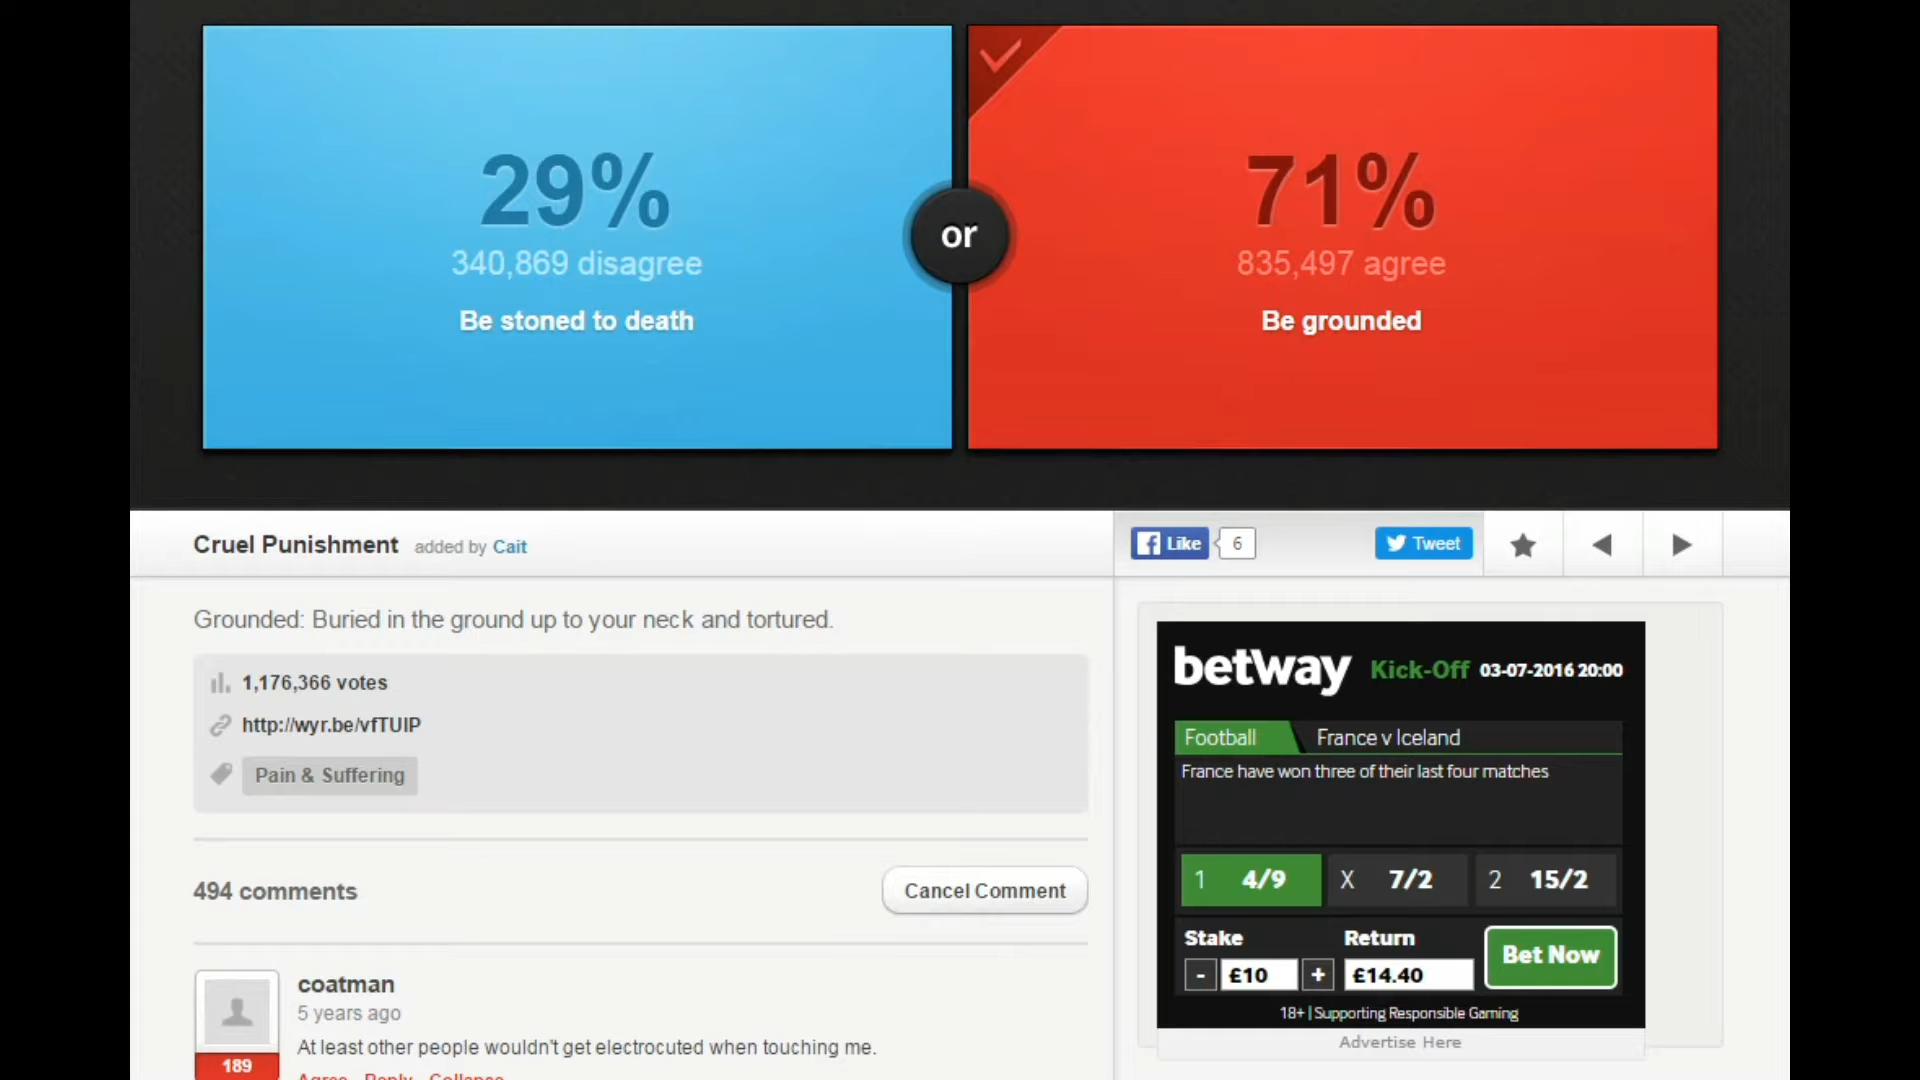 29%
340,869 disagree
Be stoned to death
or
71%
835,497 agree
Be grounded
Cruel Punishment added by Cait
Like 6
Tweet
Grounded: Buried in the ground up to your neck and tortured.
1,176,366 votes
http://wyr.be/vfTUIP
Pain & Suffering
494 comments
Cancel Comment
coatman
5 years ago
At least other people wouldn't get electrocuted when touching me.
189
Agree Reply Collapse
betway Kick-Off 03-07-2016 20:00
Football France v Iceland
France have won three of their last four matches
1 4/9 X 7/2 2 15/2
Stake Return
- £10 + £14.40
Bet Now
18+ | Supporting Responsible Gaming
Advertise Here